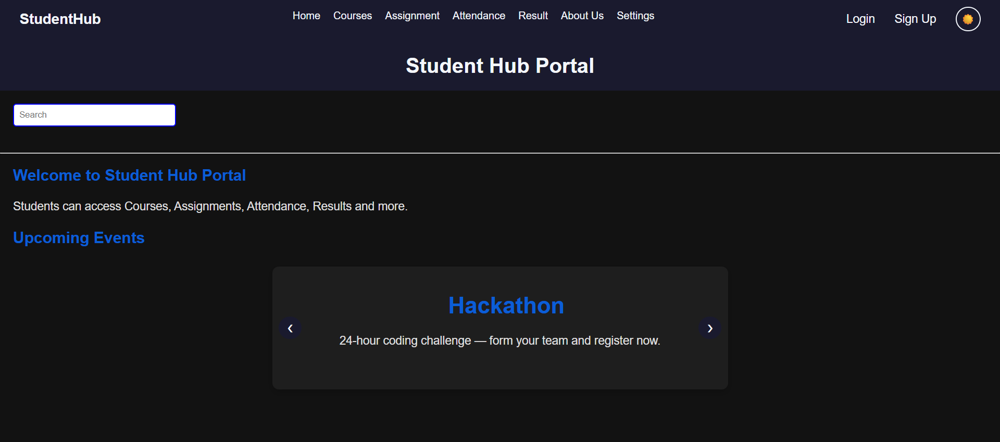 StudentHub
Home Courses Assignment Attendance Result About Us Settings
Login Sign Up
Student Hub Portal
Search
Welcome to Student Hub Portal
Students can access Courses, Assignments, Attendance, Results and more.
Upcoming Events
Hackathon
❮ ❯
24-hour coding challenge — form your team and register now.